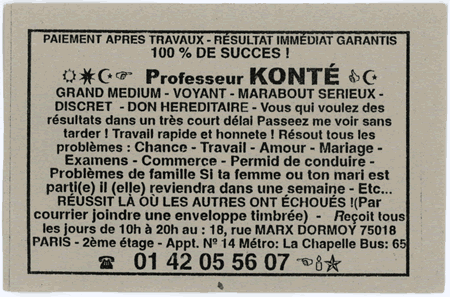 PAIEMENT APRES TRAVAUX - RÉSULTAT IMMÉDIAT GARANTIS
100 % DE SUCCES !
Professeur KONTÉ
GRAND MEDIUM - VOYANT - MARABOUT SERIEUX -
DISCRET - DON HEREDITAIRE - Vous qui voulez des
résultats dans un très court délai Passeez me voir sans
tarder ! Travail rapide et honnete ! Résout tous les
problèmes : Chance - Travail - Amour - Mariage -
Examens - Commerce - Permid de conduire -
Problèmes de famille Si ta femme ou ton mari est
parti(e) il (elle) reviendra dans une semaine - Etc...
RÉUSSIT LÀ OÙ LES AUTRES ONT ÉCHOUÉS !(Par
courrier joindre une enveloppe timbrée) - Reçoit tous
les jours de 10h à 20h au : 18, rue MARX DORMOY 75018
PARIS - 2ème étage - Appt. Nº 14 Métro: La Chapelle Bus: 65
☎ 01 42 05 56 07